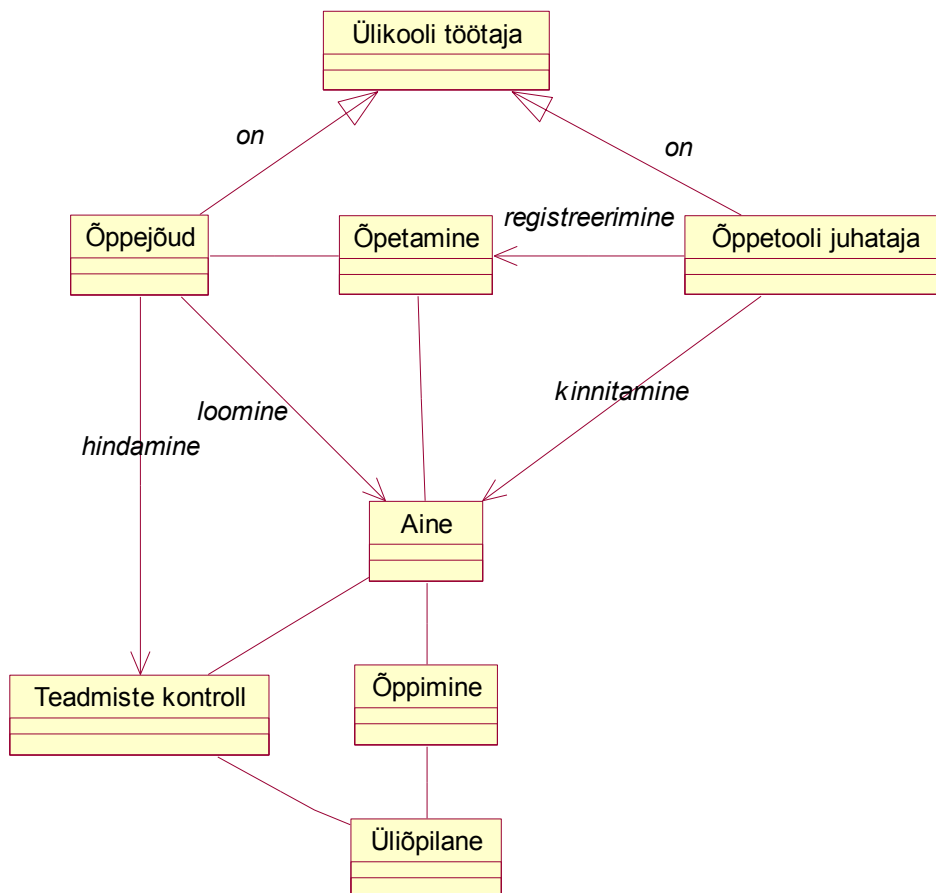 Ülikooli töötaja
on
on
Õppejõud
Õpetamine
registreerimine
Õppetooli juhataja
loomine
kinnitamine
hindamine
Aine
Teadmiste kontroll
Õppimine
Üliõpilane